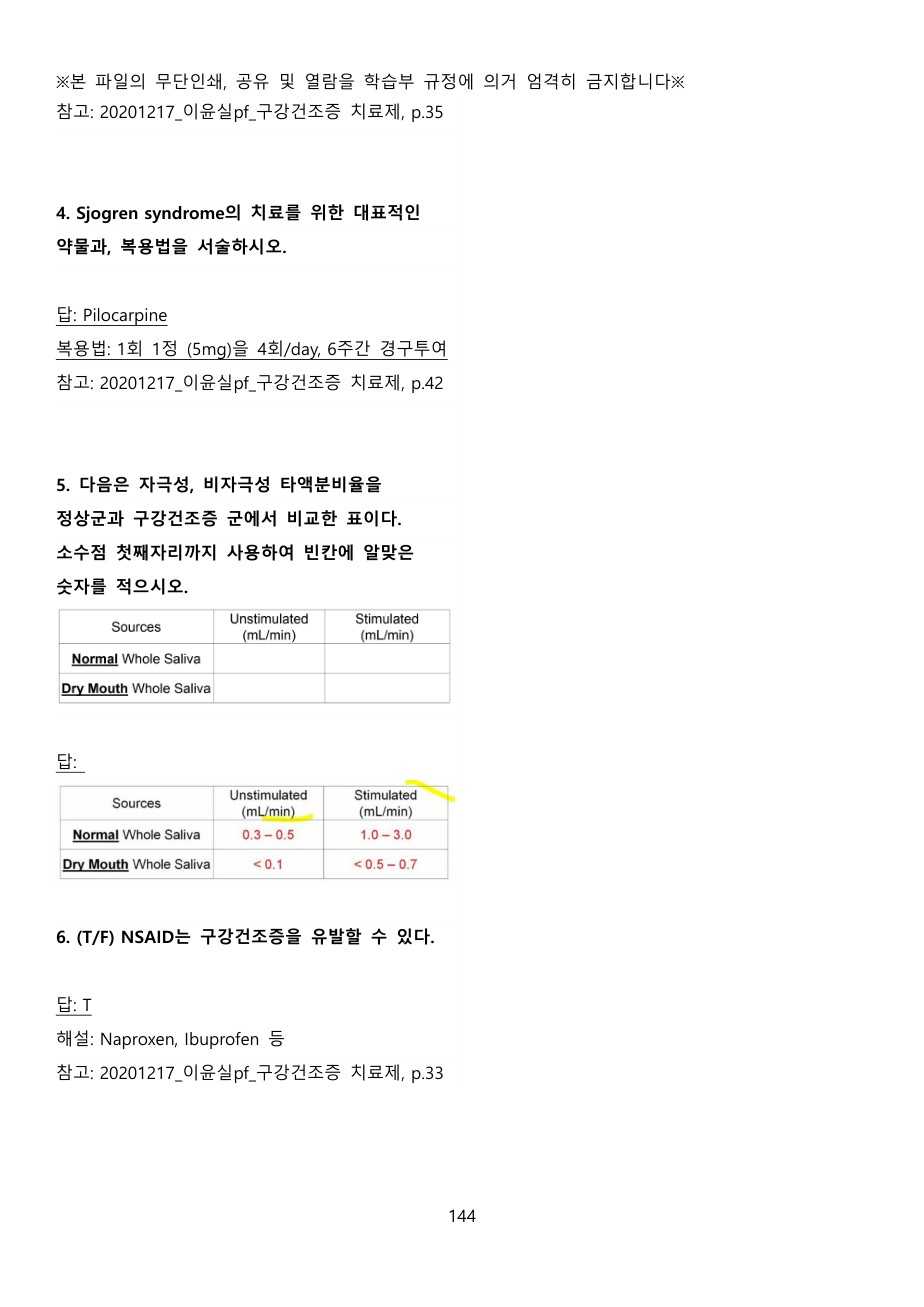 ※본 파일의 무단인쇄, 공유 및 열람을 학습부 규정에 의거 엄격히 금지합니다※
참고: 20201217_이윤실pf_구강건조증 치료제, p.35
4. Sjogren syndrome의 치료를 위한 대표적인
약물과, 복용법을 서술하시오.
답: Pilocarpine
복용법: 1회 1정 (5mg)을 4회/day, 6주간 경구투여
참고: 20201217_이윤실pf_구강건조증 치료제, p.42
5. 다음은 자극성, 비자극성 타액분비율을
정상군과 구강건조증 군에서 비교한 표이다.
소수점 첫째자리까지 사용하여 빈칸에 알맞은
숫자를 적으시오.
Sources Unstimulated (mL/min) Stimulated (mL/min)
Normal Whole Saliva
Dry Mouth Whole Saliva
답:
Sources Unstimulated (mL/min) Stimulated (mL/min)
Normal Whole Saliva 0.3 – 0.5 1.0 – 3.0
Dry Mouth Whole Saliva < 0.1 < 0.5 – 0.7
6. (T/F) NSAID는 구강건조증을 유발할 수 있다.
답: T
해설: Naproxen, Ibuprofen 등
참고: 20201217_이윤실pf_구강건조증 치료제, p.33
144